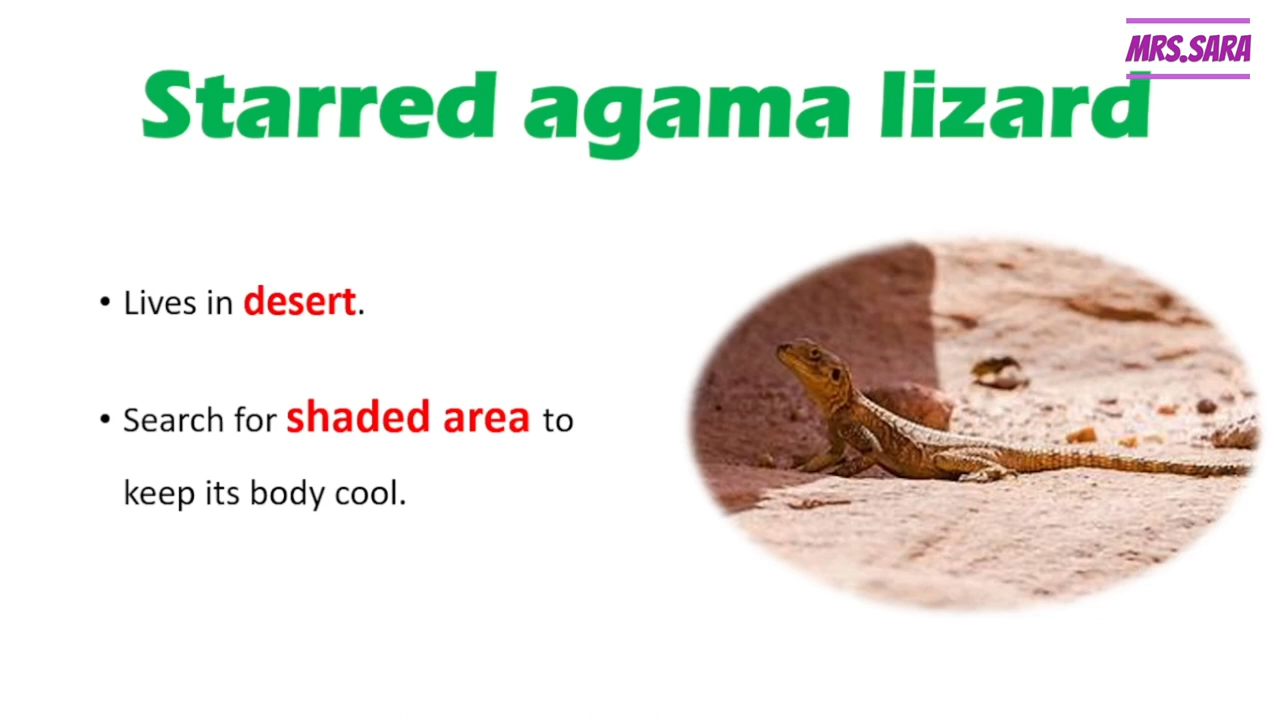 MRS.SARA
Starred agama lizard
• Lives in desert.
• Search for shaded area to
keep its body cool.